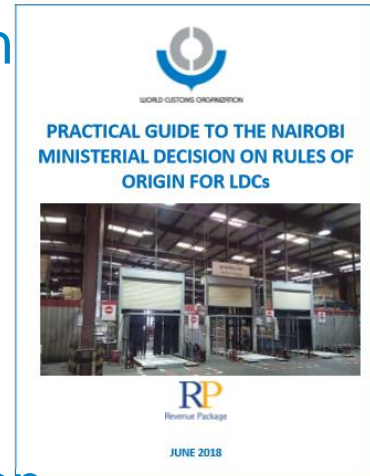 WORLD CUSTOMS ORGANIZATION
PRACTICAL GUIDE TO THE NAIROBI
MINISTERIAL DECISION ON RULES OF
ORIGIN FOR LDCs
RP
Revenue Package
JUNE 2018